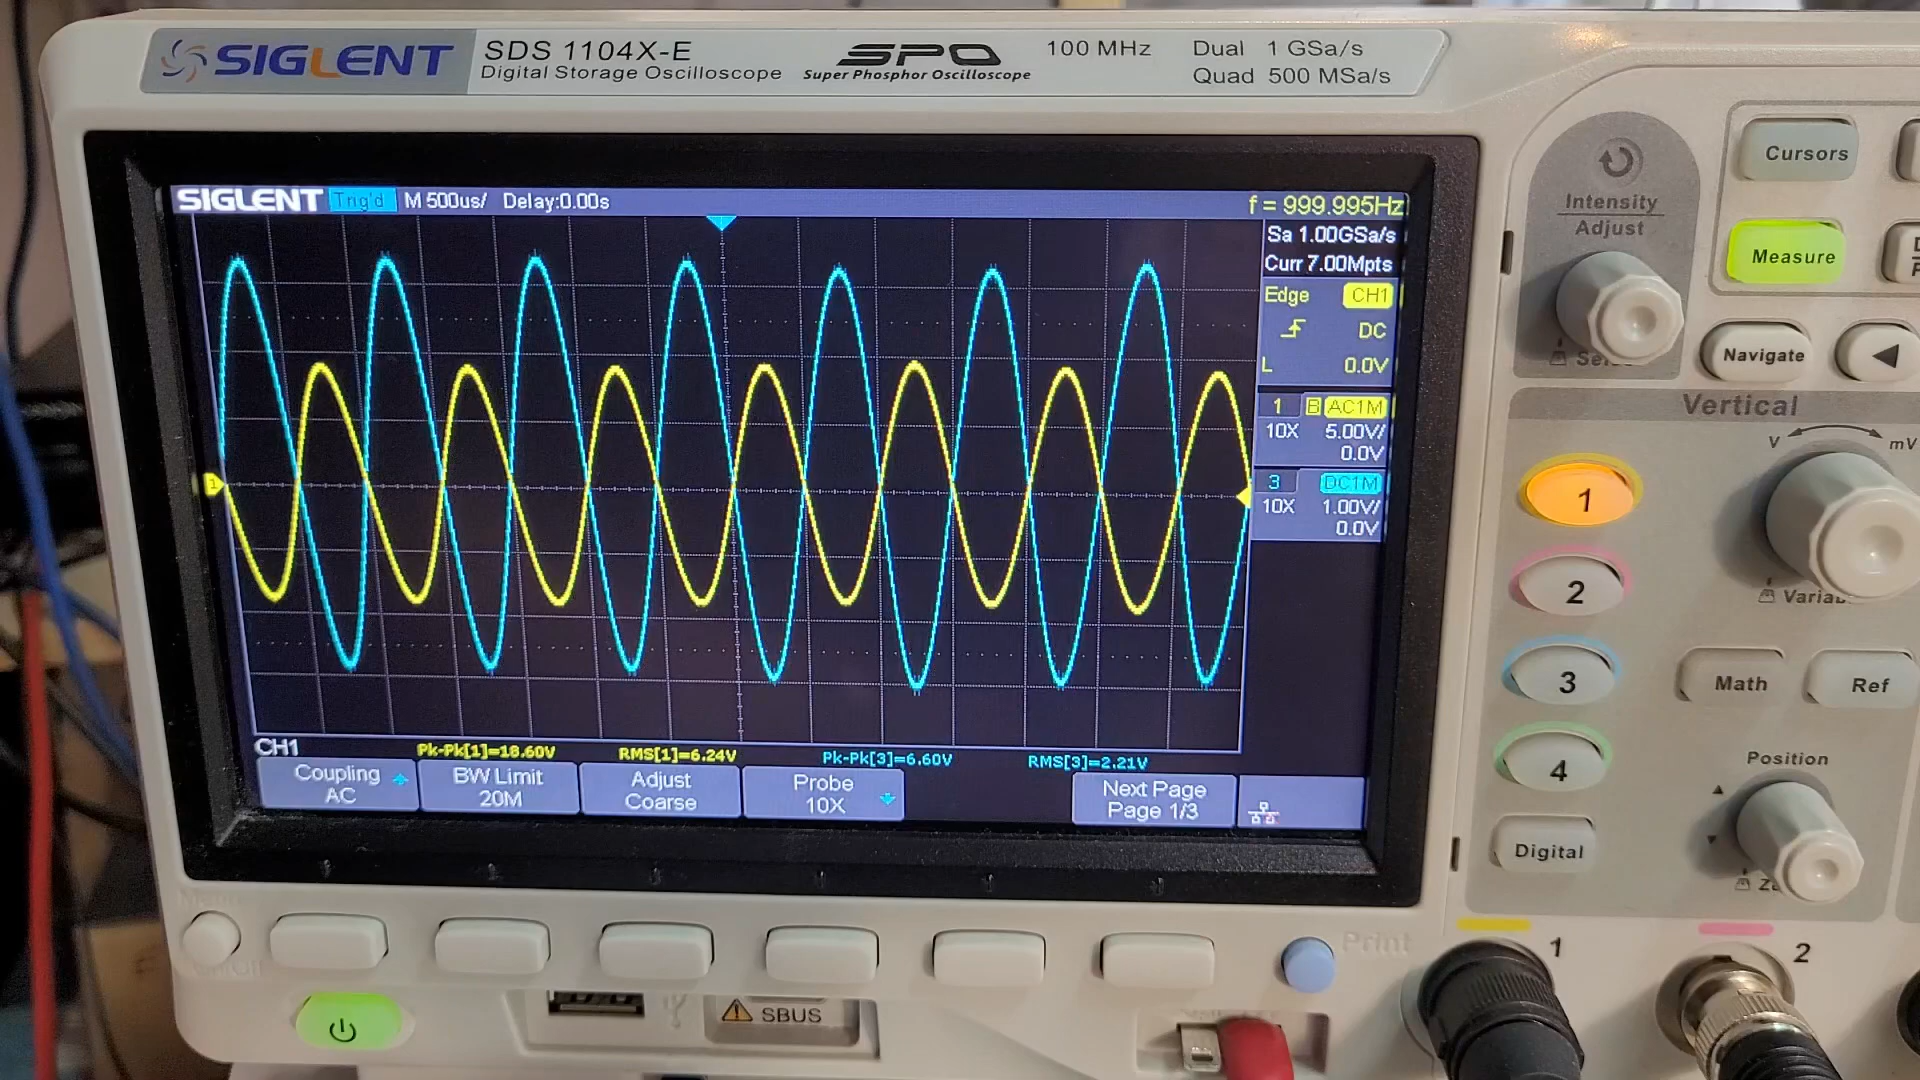 SIGLENT SDS 1104X-E SPO 100 MHz Dual 1 GSa/s
Digital Storage Oscilloscope Super Phosphor Oscilloscope Quad 500 MSa/s
SIGLENT Trig'd M 500us/ Delay:0.00s f = 999.995Hz
Sa 1.00GSa/s
Curr 7.00Mpts
Edge CH1
DC
L 0.0V
1 B AC1M
10X 5.00V/
0.0V
3 DC1M
10X 1.00V/
0.0V
1
CH1 Pk-Pk[1]=18.60V RMS[1]=6.24V Pk-Pk[3]=6.60V RMS[3]=2.21V
Coupling BW Limit Adjust Probe Next Page
AC 20M Coarse 10X Page 1/3
Cursors
Intensity
Adjust
Measure
Navigate
Vertical
V mV
1
2
3
4
Math Ref
Position
Digital
Print
SBUS
1 2